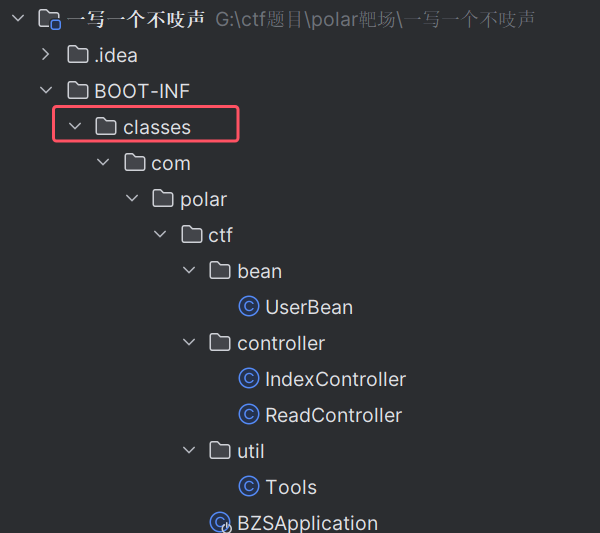 一写一个不吱声 G:\ctf题目\polar靶场\一写一个不吱声
.idea
BOOT-INF
classes
com
polar
ctf
bean
UserBean
controller
IndexController
ReadController
util
Tools
BZSApplication